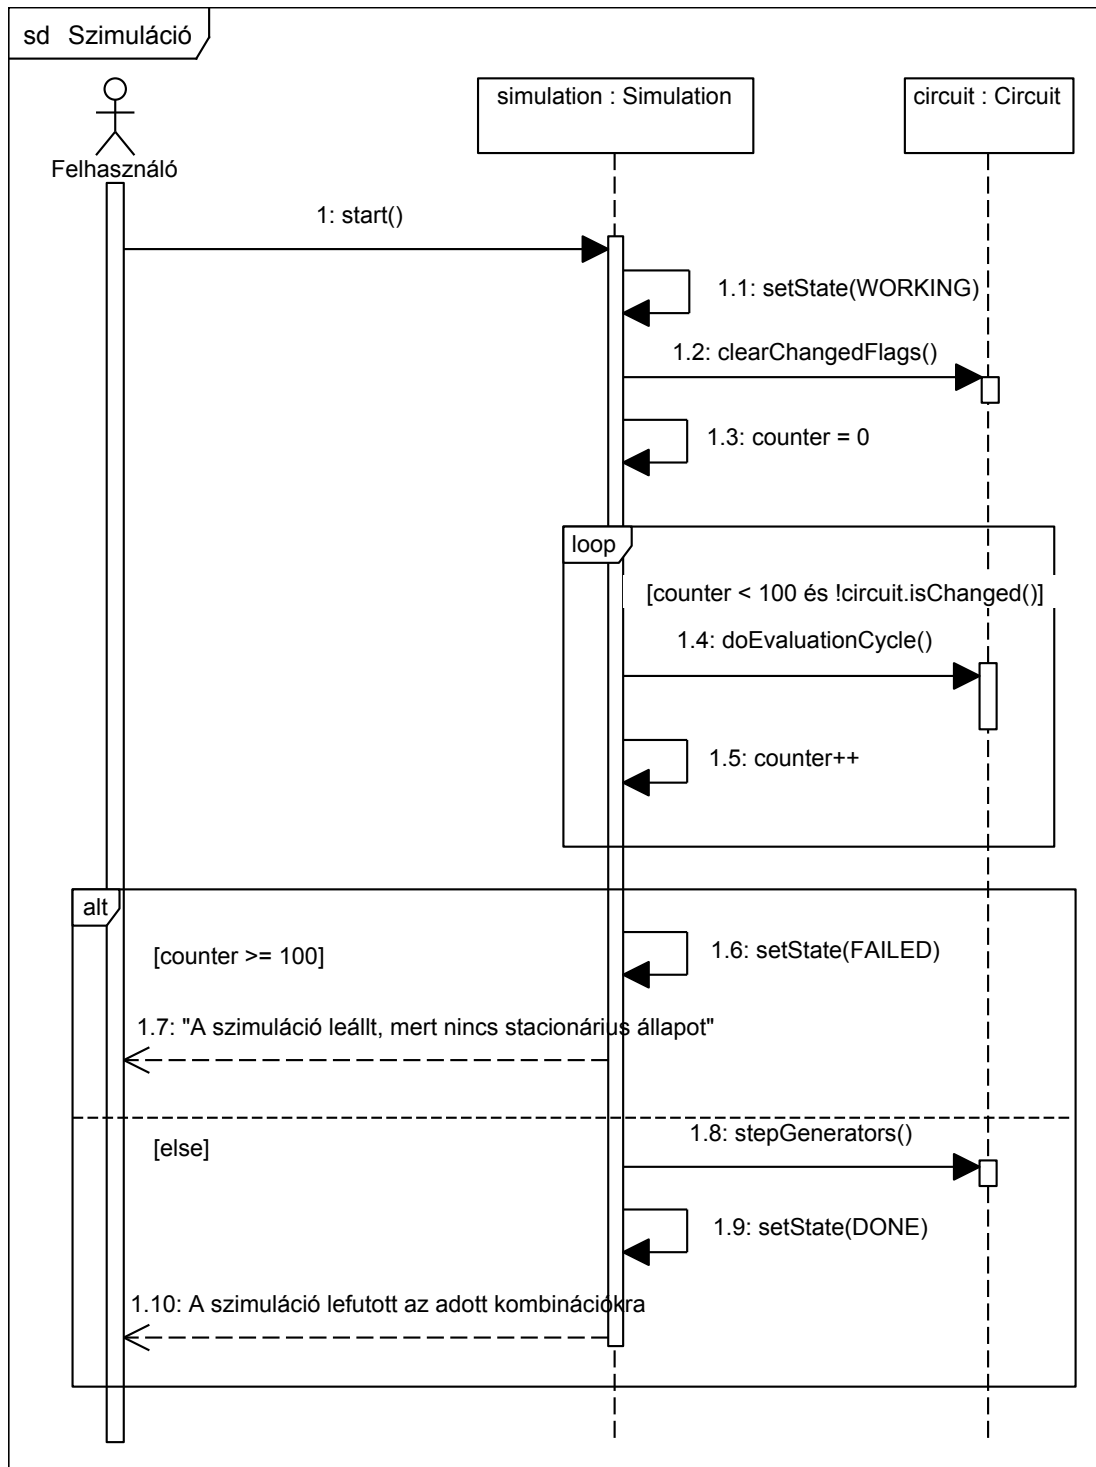 sd Szimuláció
simulation : Simulation
circuit : Circuit
Felhasználó
1: start()
1.1: setState(WORKING)
1.2: clearChangedFlags()
1.3: counter = 0
loop
[counter < 100 és !circuit.isChanged()]
1.4: doEvaluationCycle()
1.5: counter++
alt
[counter >= 100]
1.6: setState(FAILED)
1.7: "A szimuláció leállt, mert nincs stacionárius állapot"
[else]
1.8: stepGenerators()
1.9: setState(DONE)
1.10: A szimuláció lefutott az adott kombinációkra